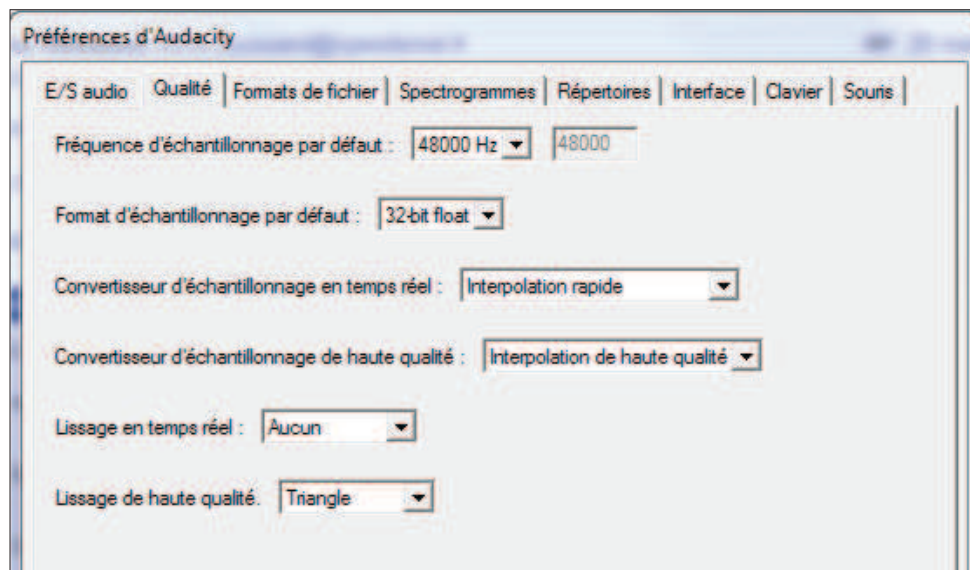 Préférences d'Audacity
E/S audio Qualité Formats de fichier Spectrogrammes Répertoires Interface Clavier Souris
Fréquence d'échantillonnage par défaut : 48000 Hz 48000
Format d'échantillonnage par défaut : 32-bit float
Convertisseur d'échantillonnage en temps réel : Interpolation rapide
Convertisseur d'échantillonnage de haute qualité : Interpolation de haute qualité
Lissage en temps réel : Aucun
Lissage de haute qualité. Triangle